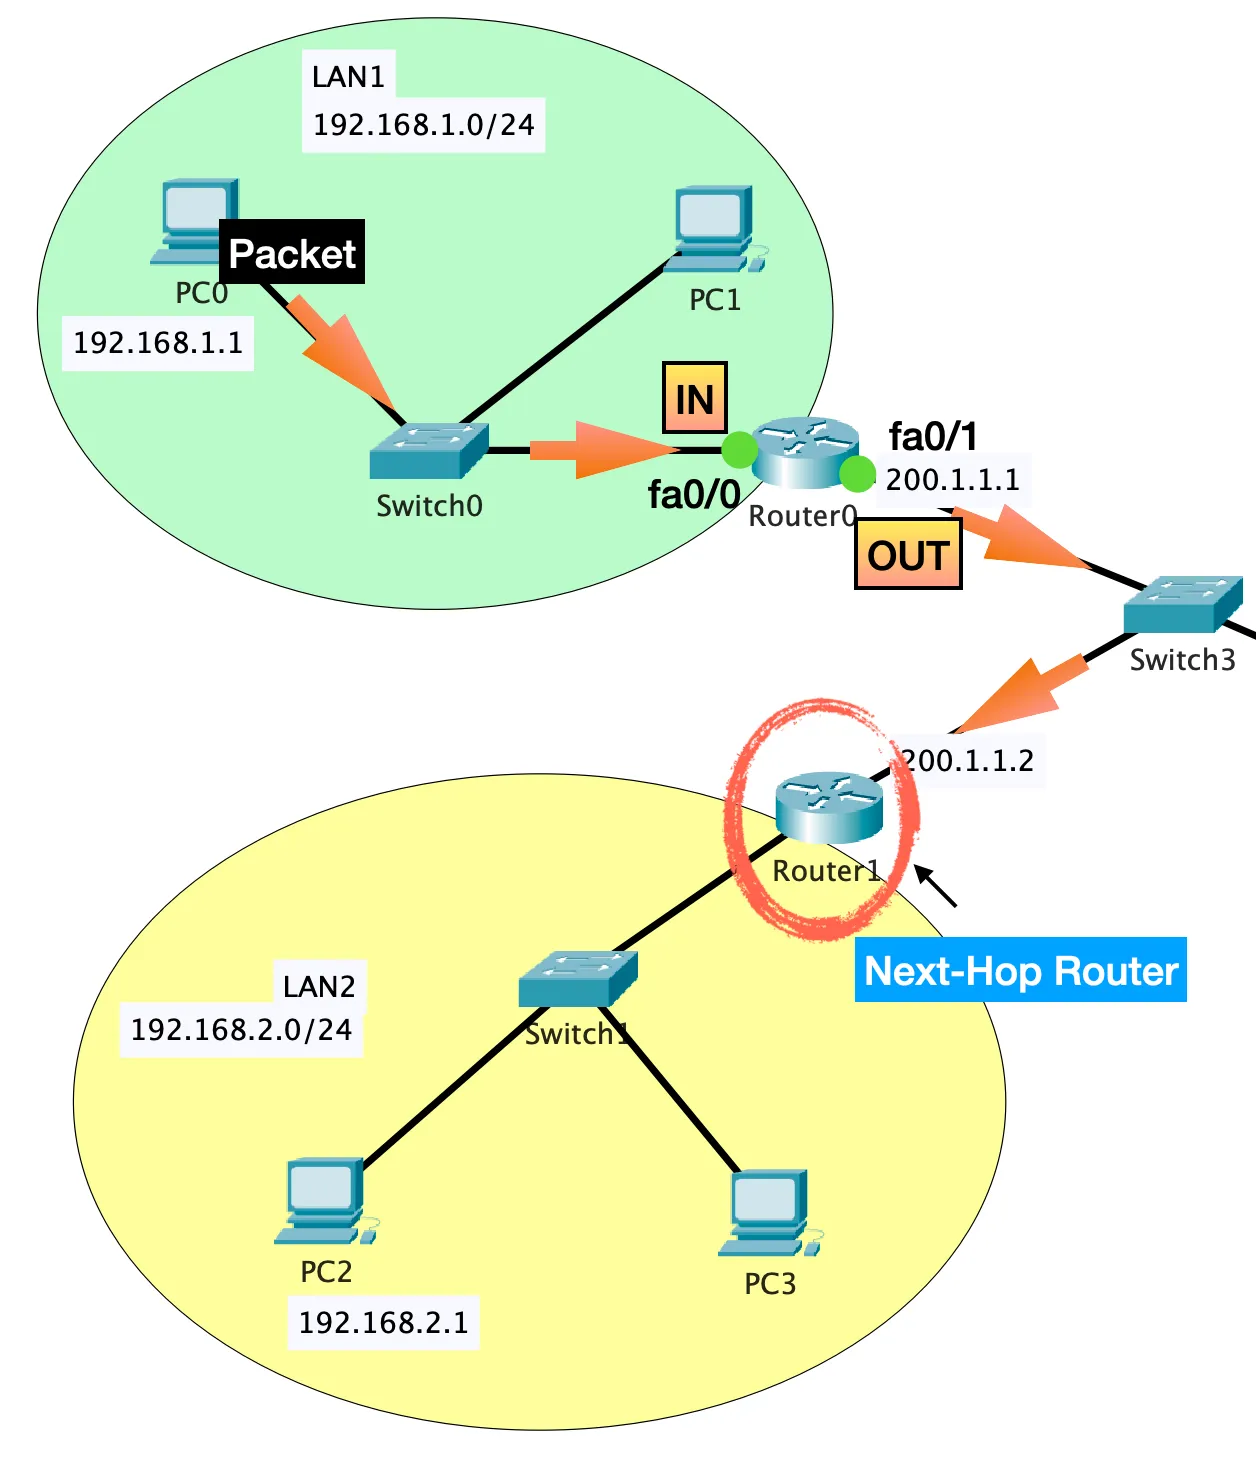 LAN1
192.168.1.0/24
Packet
PC0
PC1
192.168.1.1
IN
fa0/1
200.1.1.1
fa0/0
Switch0
Router0
OUT
Switch3
200.1.1.2
Router1
Next-Hop Router
LAN2
192.168.2.0/24
Switch1
PC2
PC3
192.168.2.1